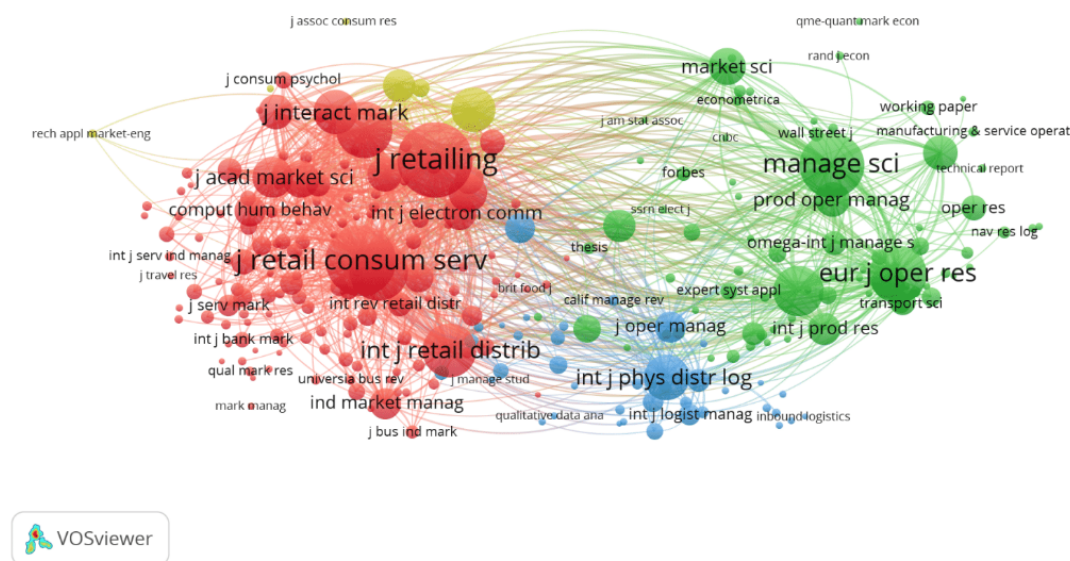 j assoc consum res
qme-quant mark econ
rand j econ
market sci
j consum psychol
econometrica
working paper
j interact mark
j am stat assoc
rech appl market-eng
wall street j
manufacturing & service operat
cnbc
j retailing
manage sci
technical report
forbes
j acad market sci
prod oper manag
comput hum behav
int j electron comm
ssrn elect j
oper res
nav res log
thesis
omega-int j manage s
int j serv ind manag
j retail consum serv
j travel res
eur j oper res
brit food j
expert syst appl
j serv mark
int rev retail distr
calif manage rev
transport sci
j oper manag
int j prod res
int j bank mark
int j retail distrib
qual mark res
universia bus rev
j manage stud
int j phys distr log
mark manag
ind market manag
qualitative data ana
int j logist manag
inbound logistics
j bus ind mark
VOSviewer